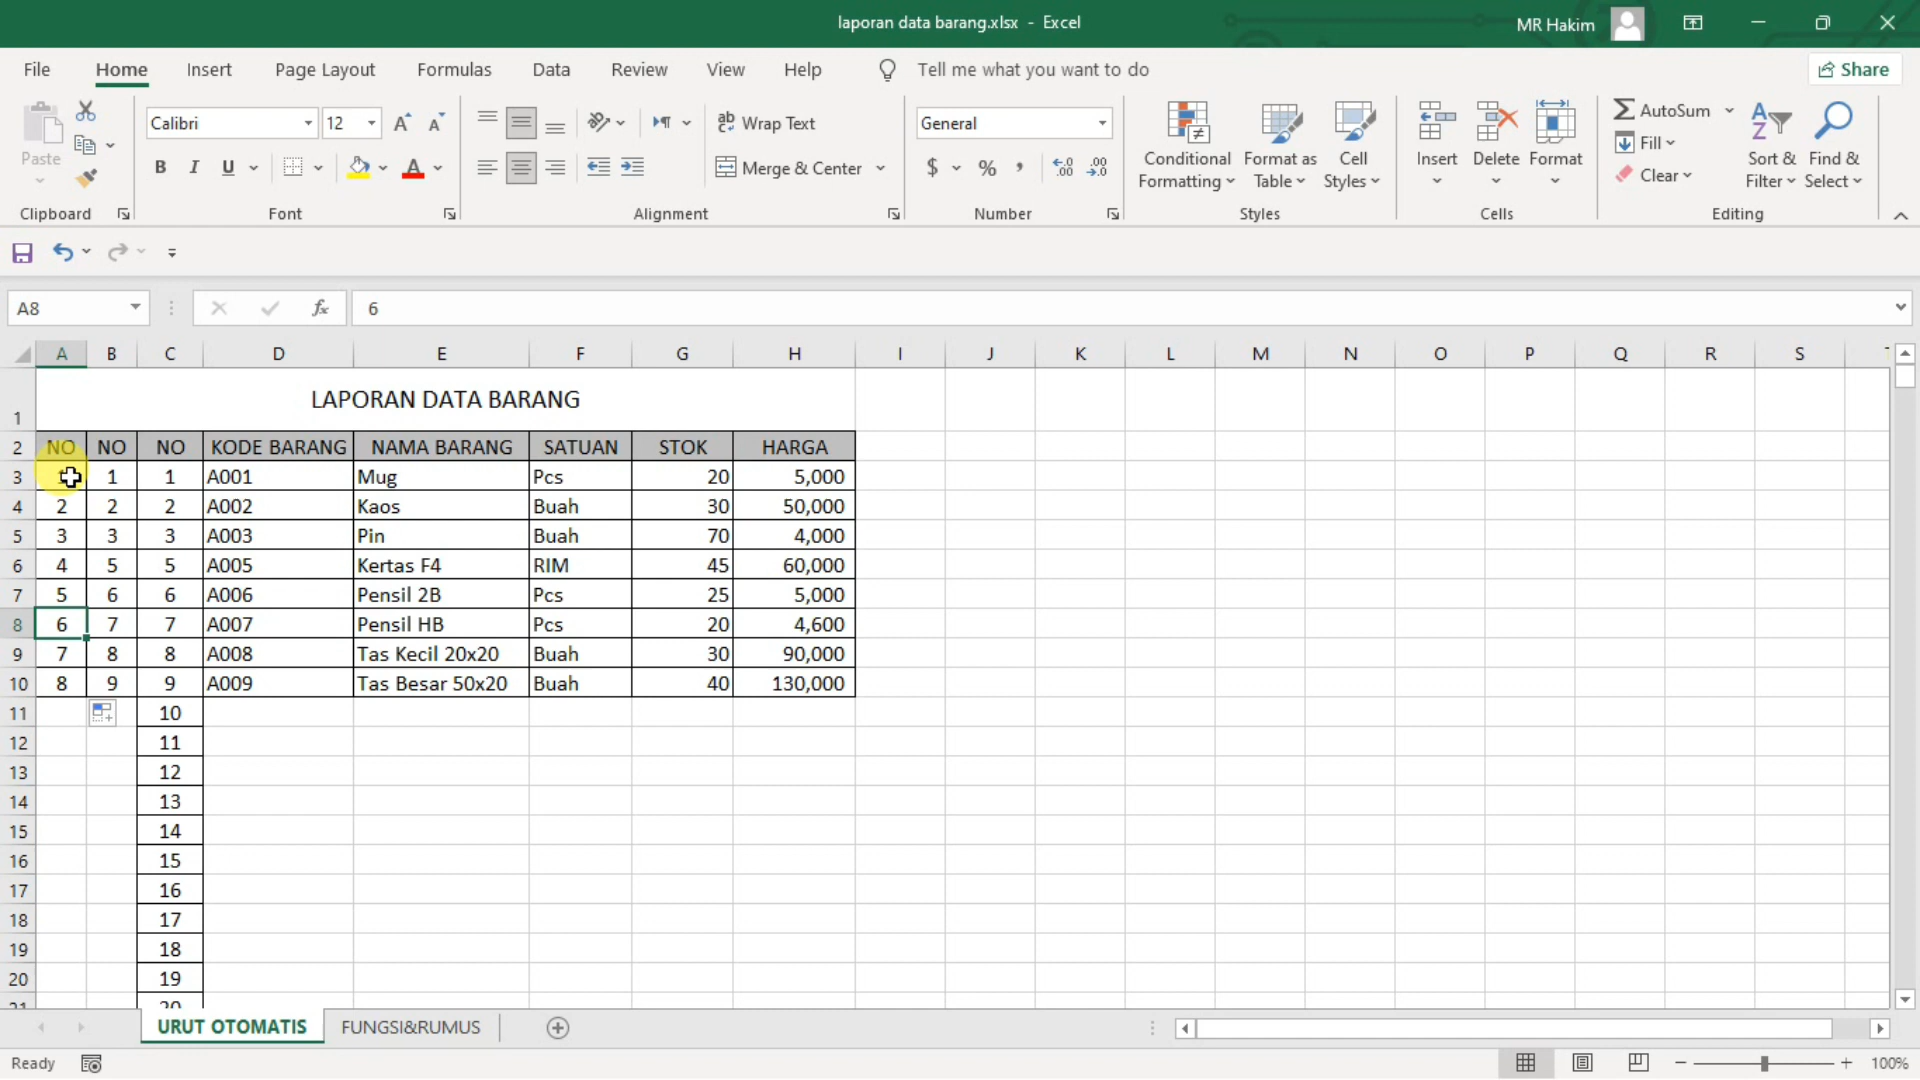 laporan data barang.xlsx - Excel
MR Hakim
File Home Insert Page Layout Formulas Data Review View Help Tell me what you want to do Share
Paste
Clipboard
Calibri 12
B I U A
Font
Wrap Text
Merge & Center
Alignment
General
$ % ,
Number
Conditional Formatting
Format as Table
Cell Styles
Styles
Insert Delete Format
Cells
AutoSum
Fill
Clear
Sort & Filter
Find & Select
Editing
A8 fx 6
A B C D E F G H I J K L M N O P Q R S
1 LAPORAN DATA BARANG
2 NO NO NO KODE BARANG NAMA BARANG SATUAN STOK HARGA
3 1 1 A001 Mug Pcs 20 5,000
4 2 2 2 A002 Kaos Buah 30 50,000
5 3 3 3 A003 Pin Buah 70 4,000
6 4 5 5 A005 Kertas F4 RIM 45 60,000
7 5 6 6 A006 Pensil 2B Pcs 25 5,000
8 6 7 7 A007 Pensil HB Pcs 20 4,600
9 7 8 8 A008 Tas Kecil 20x20 Buah 30 90,000
10 8 9 9 A009 Tas Besar 50x20 Buah 40 130,000
11 10
12 11
13 12
14 13
15 14
16 15
17 16
18 17
19 18
20 19
URUT OTOMATIS FUNGSI&RUMUS
Ready 100%